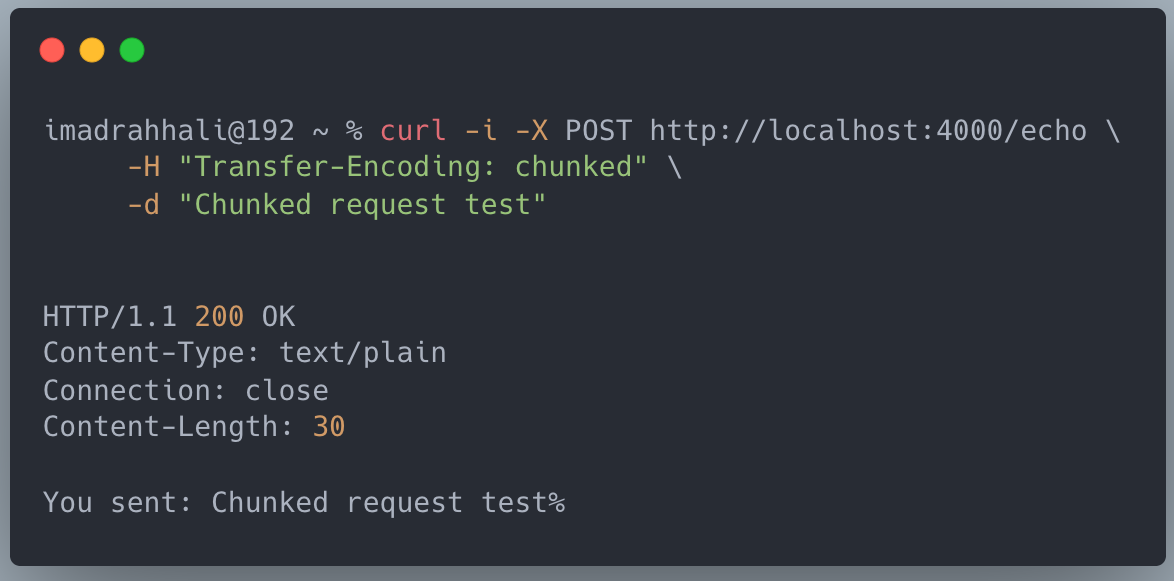 imadrahhali@192 ~ % curl -i -X POST http://localhost:4000/echo \
-H "Transfer-Encoding: chunked" \
-d "Chunked request test"
HTTP/1.1 200 OK
Content-Type: text/plain
Connection: close
Content-Length: 30
You sent: Chunked request test%